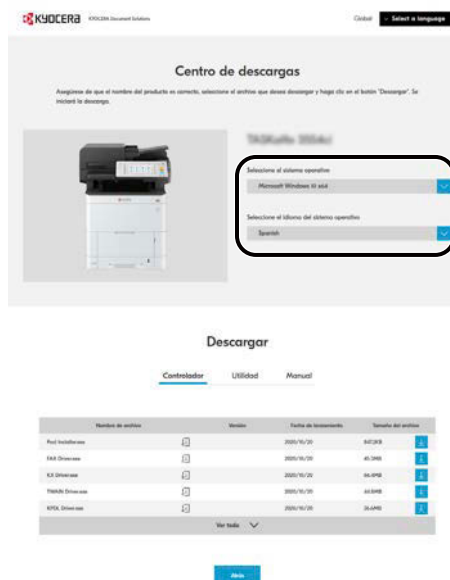 KYOCERA KYOCERA Document Solutions
Global Select a language
Centro de descargas
Asegúrese de que el nombre del producto es correcto, seleccione el archivo que desea descargar y haga clic en el botón "Descargar". Se
iniciará la descarga.
Seleccione el sistema operativo
Microsoft Windows 10 x64
Seleccione el idioma del sistema operativo
Spanish
Descargar
Controlador Utilidad Manual
Nombre de archivo Versión Fecha de lanzamiento Tamaño del archivo
2020/10/20
FAX Driver.exe 2020/10/20
KX Driver.exe 2020/10/20
TWAIN Driver.exe 2020/10/20
KPDL Driver.exe 2020/10/20
Ver todo
Atrás